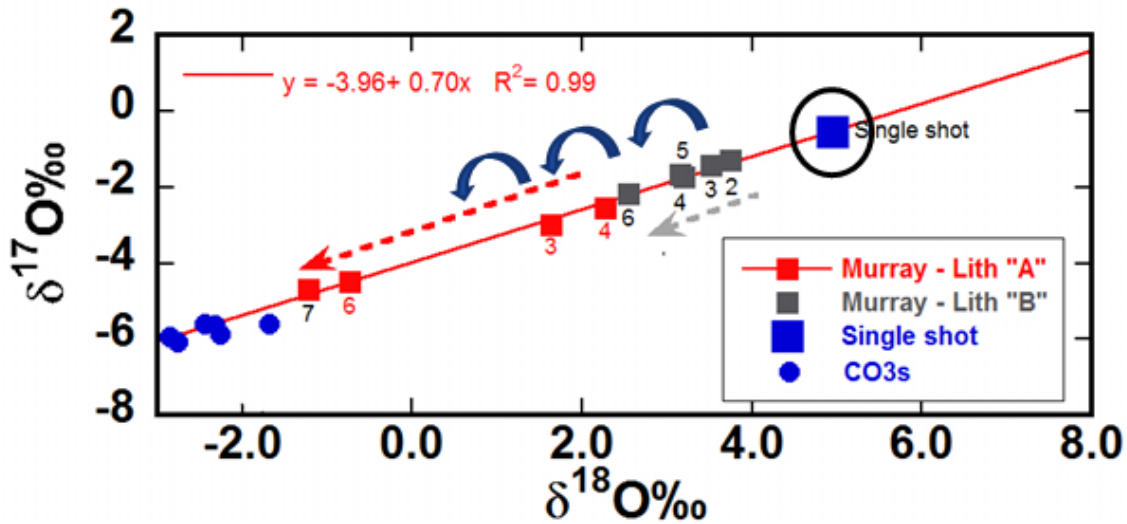 2
0
-2
-4
-6
-8
δ17O‰
y = -3.96+ 0.70x R2= 0.99
Single shot
5
4
3
2
6
4
3
6
7
Murray - Lith "A"
Murray - Lith "B"
Single shot
CO3s
-2.0 0.0 2.0 4.0 6.0 8.0
δ18O‰